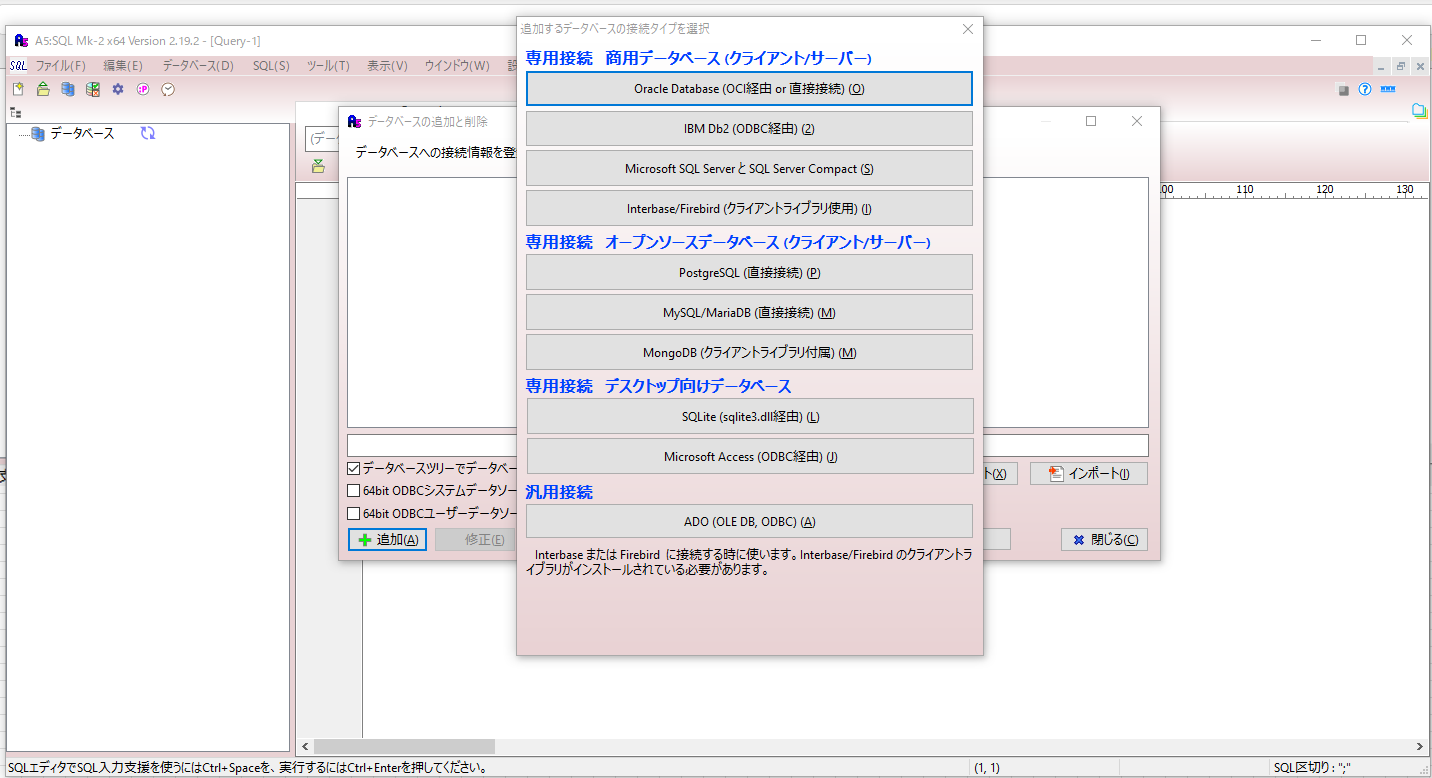 A5:SQL Mk-2 x64 Version 2.19.2 - [Query-1]
SQL ファイル(F) 編集(E) データベース(D) SQL(S) ツール(T) 表示(V) ウインドウ(W) 設
データベース
データベースの追加と削除
データベースへの接続情報を登
(デー
100 110 120 130
データベースツリーでデータベー
64bit ODBCシステムデータソー
64bit ODBCユーザーデータソー
ト(X) インポート(I)
追加(A) 修正(E) 閉じる(C)
追加するデータベースの接続タイプを選択
専用接続 商用データベース (クライアント/サーバー)
Oracle Database (OCI経由 or 直接接続) (O)
IBM Db2 (ODBC経由) (2)
Microsoft SQL Server と SQL Server Compact (S)
Interbase/Firebird (クライアントライブラリ使用) (I)
専用接続 オープンソースデータベース (クライアント/サーバー)
PostgreSQL (直接接続) (P)
MySQL/MariaDB (直接接続) (M)
MongoDB (クライアントライブラリ付属) (M)
専用接続 デスクトップ向けデータベース
SQLite (sqlite3.dll経由) (L)
Microsoft Access (ODBC経由) (J)
汎用接続
ADO (OLE DB, ODBC) (A)
Interbase または Firebird に接続する時に使います。Interbase/Firebird のクライアントラ
イブラリがインストールされている必要があります。
SQLエディタでSQL入力支援を使うにはCtrl+Spaceを、実行するにはCtrl+Enterを押してください。 (1, 1) SQL区切り : ";"